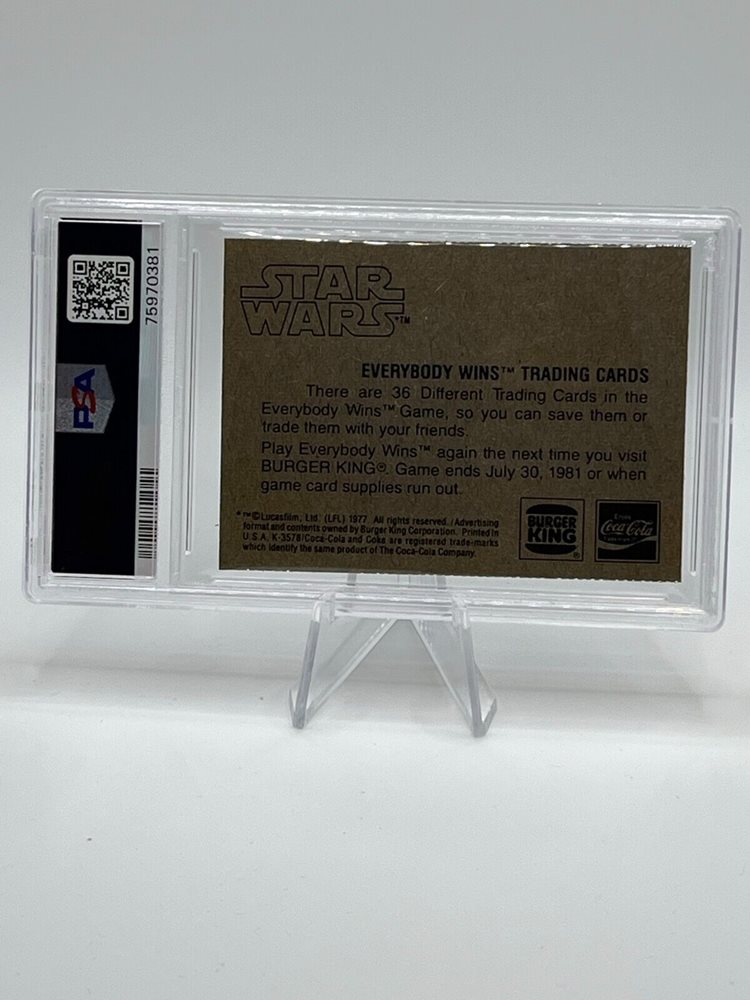 75970381
PSA
STAR
WARS*™
EVERYBODY WINS™ TRADING CARDS
There are 36 Different Trading Cards in the
Everybody Wins™ Game, so you can save them or
trade them with your friends.
Play Everybody Wins™ again the next time you visit
BURGER KING®. Game ends July 30, 1981 or when
game card supplies run out.
*™©Lucasfilm, Ltd. (LFL) 1977. All rights reserved./Advertising
format and contents owned by Burger King Corporation. Printed in
U.S.A. K-3578/Coca-Cola and Coke are registered trade-marks
which identify the same product of The Coca-Cola Company.
BURGER
KING®
Enjoy
Coca-Cola